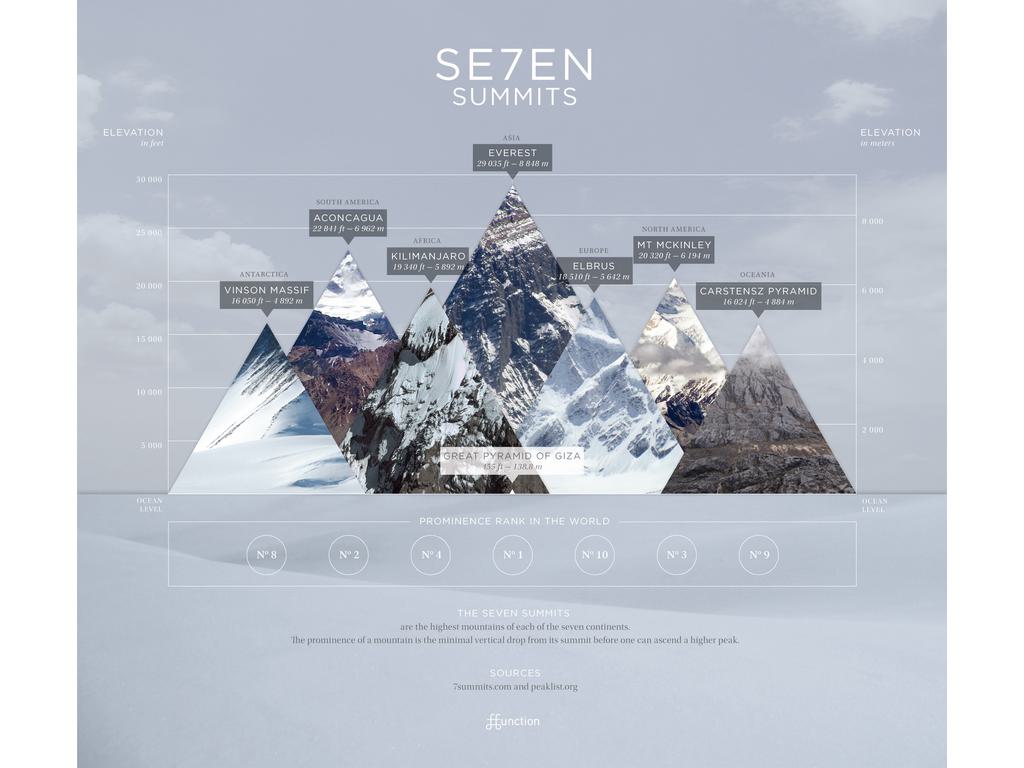 SE7EN
SUMMITS
ELEVATION
in feet
ELEVATION
in meters
ASIA
EVEREST
29 035 ft – 8 848 m
30 000
SOUTH AMERICA
ACONCAGUA
22 841 ft – 6 962 m
8 000
25 000
NORTH AMERICA
MT MCKINLEY
20 320 ft – 6 194 m
AFRICA
KILIMANJARO
19 340 ft – 5 892 m
EUROPE
ELBRUS
18 510 ft – 5 642 m
ANTARCTICA
VINSON MASSIF
16 050 ft – 4 892 m
OCEANIA
CARSTENSZ PYRAMID
16 024 ft – 4 884 m
20 000
6 000
15 000
4 000
10 000
2 000
5 000
GREAT PYRAMID OF GIZA
455 ft – 138,8 m
OCEAN
LEVEL
OCEAN
LEVEL
PROMINENCE RANK IN THE WORLD
Nº 8 Nº 2 Nº 4 Nº 1 Nº 10 Nº 3 Nº 9
THE SEVEN SUMMITS
are the highest mountains of each of the seven continents.
The prominence of a mountain is the minimal vertical drop from its summit before one can ascend a higher peak.
SOURCES
7summits.com and peaklist.org
ffunction